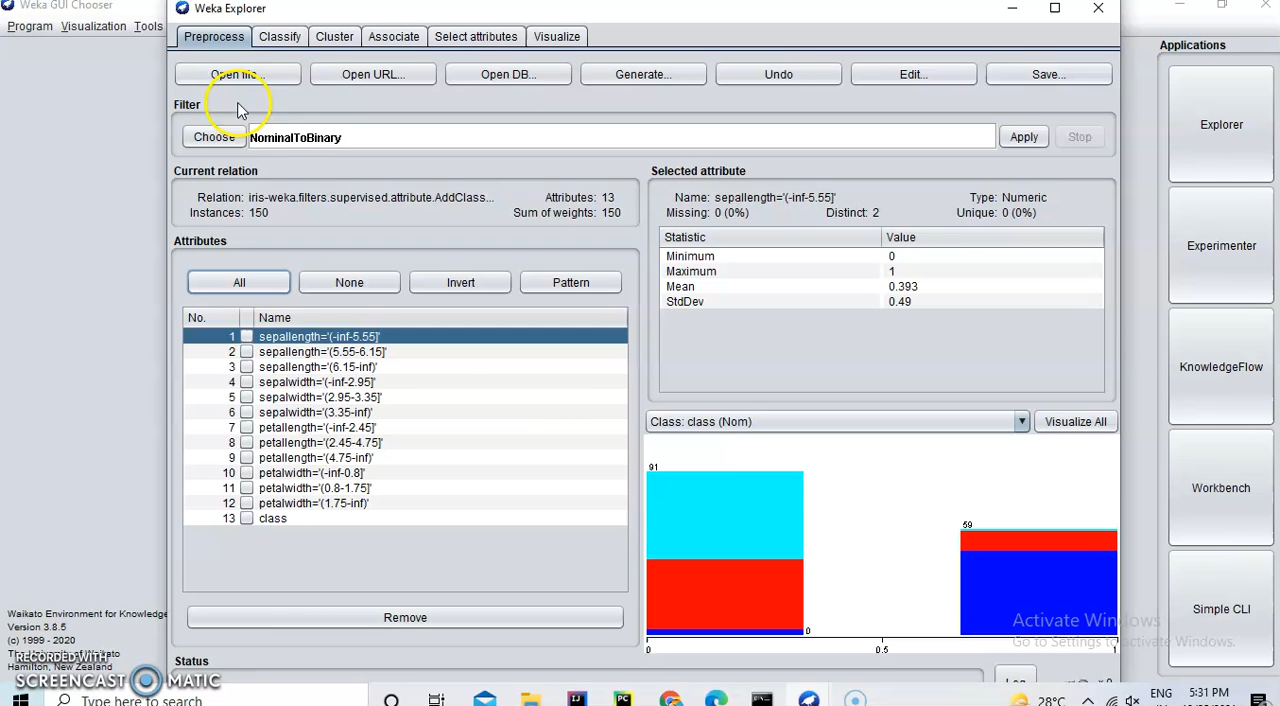 Weka GUI Chooser
Program Visualization Tools
Weka Explorer
Preprocess Classify Cluster Associate Select attributes Visualize
Open file... Open URL... Open DB... Generate... Undo Edit... Save...
Filter
Choose NominalToBinary Apply Stop
Current relation
Relation: iris-weka.filters.supervised.attribute.AddClass... Attributes: 13
Instances: 150 Sum of weights: 150
Attributes
All None Invert Pattern
No. Name
1 sepallength='(-inf-5.55]'
2 sepallength='(5.55-6.15]'
3 sepallength='(6.15-inf)'
4 sepalwidth='(-inf-2.95]'
5 sepalwidth='(2.95-3.35]'
6 sepalwidth='(3.35-inf)'
7 petallength='(-inf-2.45]'
8 petallength='(2.45-4.75]'
9 petallength='(4.75-inf)'
10 petalwidth='(-inf-0.8]'
11 petalwidth='(0.8-1.75]'
12 petalwidth='(1.75-inf)'
13 class
Remove
Status
Selected attribute
Name: sepallength='(-inf-5.55]' Type: Numeric
Missing: 0 (0%) Distinct: 2 Unique: 0 (0%)
Statistic Value
Minimum 0
Maximum 1
Mean 0.393
StdDev 0.49
Class: class (Nom) Visualize All
91
59
0
0 0.5 1
Log
x 0
Activate Windows
Go to Settings to activate Windows.
Applications
Explorer
Experimenter
KnowledgeFlow
Workbench
Simple CLI
Waikato Environment for Knowledge
Version 3.8.5
(c) 1999 - 2020
Hamilton, New Zealand
RECORDED WITH
SCREENCAST MATIC
Type here to search
28°C
ENG
5:31 PM